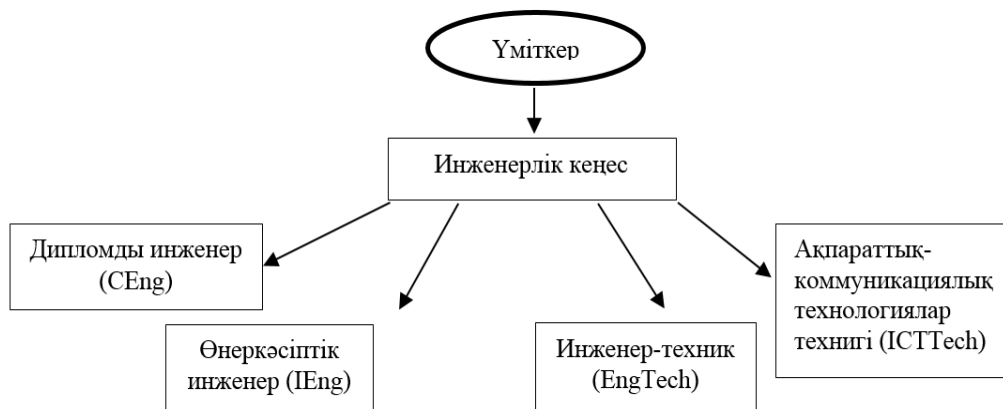 Үміткер
Инженерлік кеңес
Дипломды инженер
(CEng)
Өнеркәсіптік
инженер (IEng)
Инженер-техник
(EngTech)
Ақпараттық-
коммуникациялық
технологиялар
технигі (ICTTech)